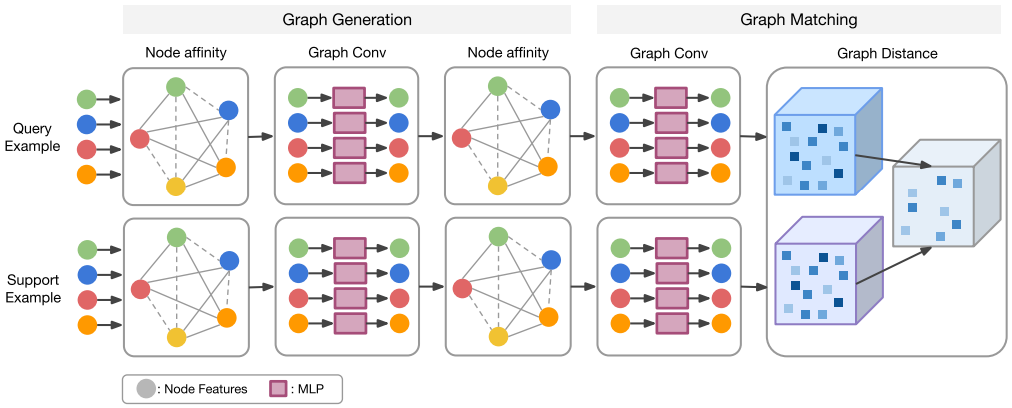 Graph Generation
Graph Matching
Node affinity
Graph Conv
Node affinity
Graph Conv
Graph Distance
Query
Example
Support
Example
: Node Features
: MLP